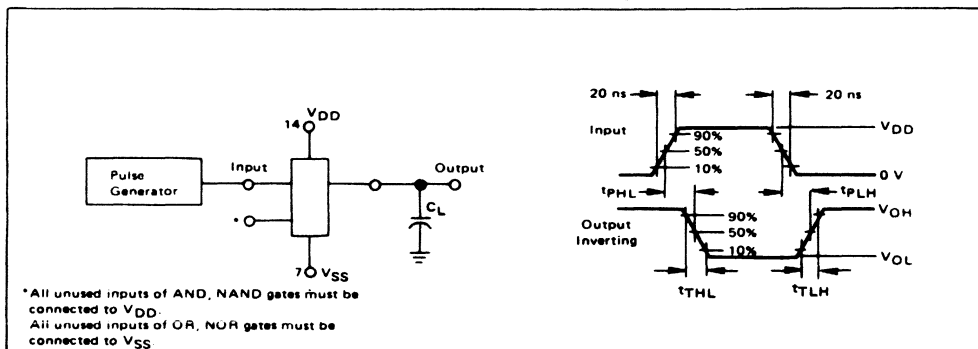 Pulse
Generator
Input
14
VDD
*
7
VSS
CL
Output
*All unused inputs of AND, NAND gates must be
connected to VDD.
All unused inputs of OR, NOR gates must be
connected to VSS
20 ns
20 ns
Input
90%
50%
10%
VDD
0 V
tPHL
tPLH
Output
Inverting
90%
50%
10%
VOH
VOL
tTHL
tTLH